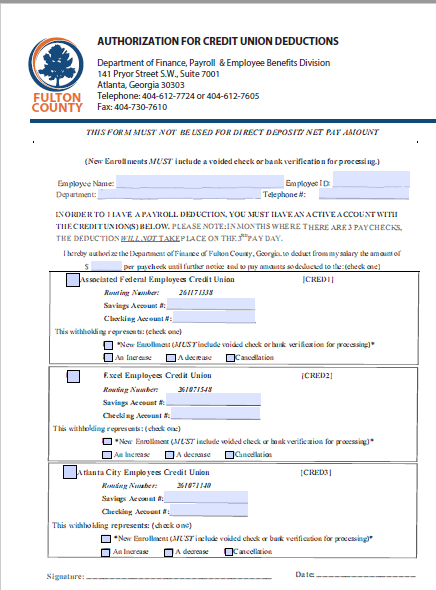 FULTON
COUNTY
AUTHORIZATION FOR CREDIT UNION DEDUCTIONS
Department of Finance, Payroll & Employee Benefits Division
141 Pryor Street S.W., Suite 7001
Atlanta, Georgia 30303
Telephone: 404-612-7724 or 404-612-7605
Fax: 404-730-7610
THIS FORM MUST NOT BE USED FOR DIRECT DEPOSIT/ NET PAY AMOUNT
(New Enrollments MUST include a voided check or bank verification for processing.)
Employee Name: Employee ID:
Department: Telephone #:
IN ORDER TO HAVE A PAYROLL DEDUCTION, YOU MUST HAVE AN ACTIVE ACCOUNT WITH
THE CREDIT UNION(S) BELOW. PLEASE NOTE: IN MONTHS WHERE THERE ARE 3 PAYCHECKS,
THE DEDUCTION WILL NOT TAKE PLACE ON THE 3RD PAY DAY.
I hereby authorize the Department of Finance of Fulton County, Georgia, to deduct from my salary the amount of
$ per paycheck until further notice and to pay amounts so deducted to the: (check one)
Associated Federal Employees Credit Union [CRED1]
Routing Number: 261171338
Savings Account #:
Checking Account #:
This withholding represents: (check one)
*New Enrollment (MUST include voided check or bank verification for processing)*
An Increase A decrease Cancellation
Excel Employees Credit Union [CRED2]
Routing Number: 261071548
Savings Account #:
Checking Account #:
This withholding represents: (check one)
*New Enrollment (MUST include voided check or bank verification for processing)*
An Increase A decrease Cancellation
Atlanta City Employees Credit Union [CRED3]
Routing Number: 261071140
Savings Account #:
Checking Account #:
This withholding represents: (check one)
*New Enrollment (MUST include voided check or bank verification for processing)*
An Increase A decrease Cancellation
Signature: Date: